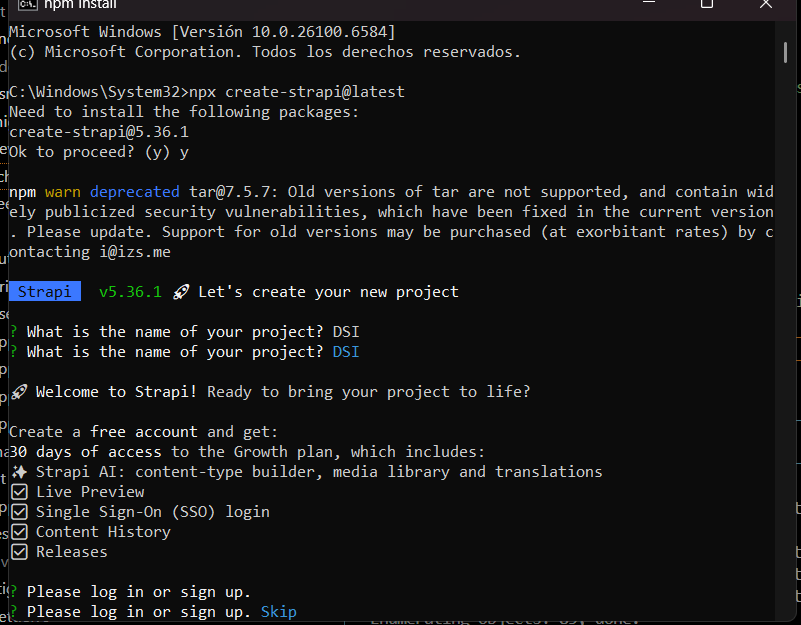 npm install
Microsoft Windows [Versión 10.0.26100.6584]
(c) Microsoft Corporation. Todos los derechos reservados.
C:\Windows\System32>npx create-strapi@latest
Need to install the following packages:
create-strapi@5.36.1
Ok to proceed? (y) y
npm warn deprecated tar@7.5.7: Old versions of tar are not supported, and contain wid
ely publicized security vulnerabilities, which have been fixed in the current version
. Please update. Support for old versions may be purchased (at exorbitant rates) by c
ontacting i@izs.me
Strapi v5.36.1 🚀 Let's create your new project
? What is the name of your project? DSI
? What is the name of your project? DSI
🚀 Welcome to Strapi! Ready to bring your project to life?
Create a free account and get:
30 days of access to the Growth plan, which includes:
✨ Strapi AI: content-type builder, media library and translations
☑ Live Preview
☑ Single Sign-On (SSO) login
☑ Content History
☑ Releases
? Please log in or sign up.
? Please log in or sign up. Skip